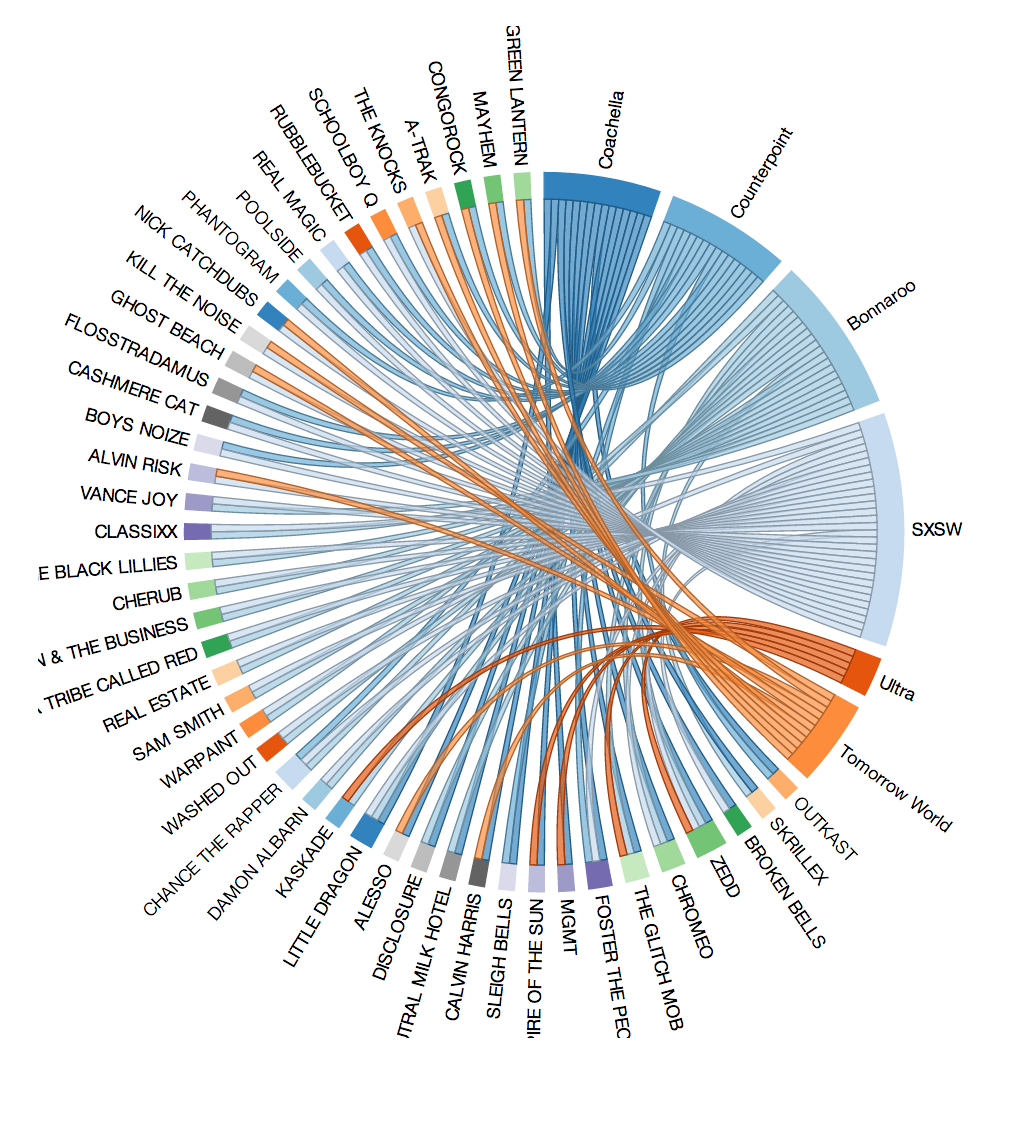 GREEN LANTERN
Coachella
Counterpoint
Bonnaroo
SXSW
Ultra
Tomorrow World
OUTKAST
SKRILLEX
BROKEN BELLS
ZEDD
CHROMEO
THE GLITCH MOB
FOSTER THE PEO
MGMT
IRE OF THE SUN
SLEIGH BELLS
CALVIN HARRIS
TRAL MILK HOTEL
DISCLOSURE
ALESSO
LITTLE DRAGON
KASKADE
DAMON ALBARN
CHANCE THE RAPPER
WASHED OUT
WARPAINT
SAM SMITH
REAL ESTATE
TRIBE CALLED RED
N & THE BUSINESS
CHERUB
E BLACK LILLIES
CLASSIXX
VANCE JOY
ALVIN RISK
BOYS NOIZE
CASHMERE CAT
FLOSSTRADAMUS
GHOST BEACH
KILL THE NOISE
NICK CATCHDUBS
PHANTOGRAM
POOLSIDE
REAL MAGIC
RUBBLEBUCKET
SCHOOLBOY Q
THE KNOCKS
A-TRAK
CONGOROCK
MAYHEM